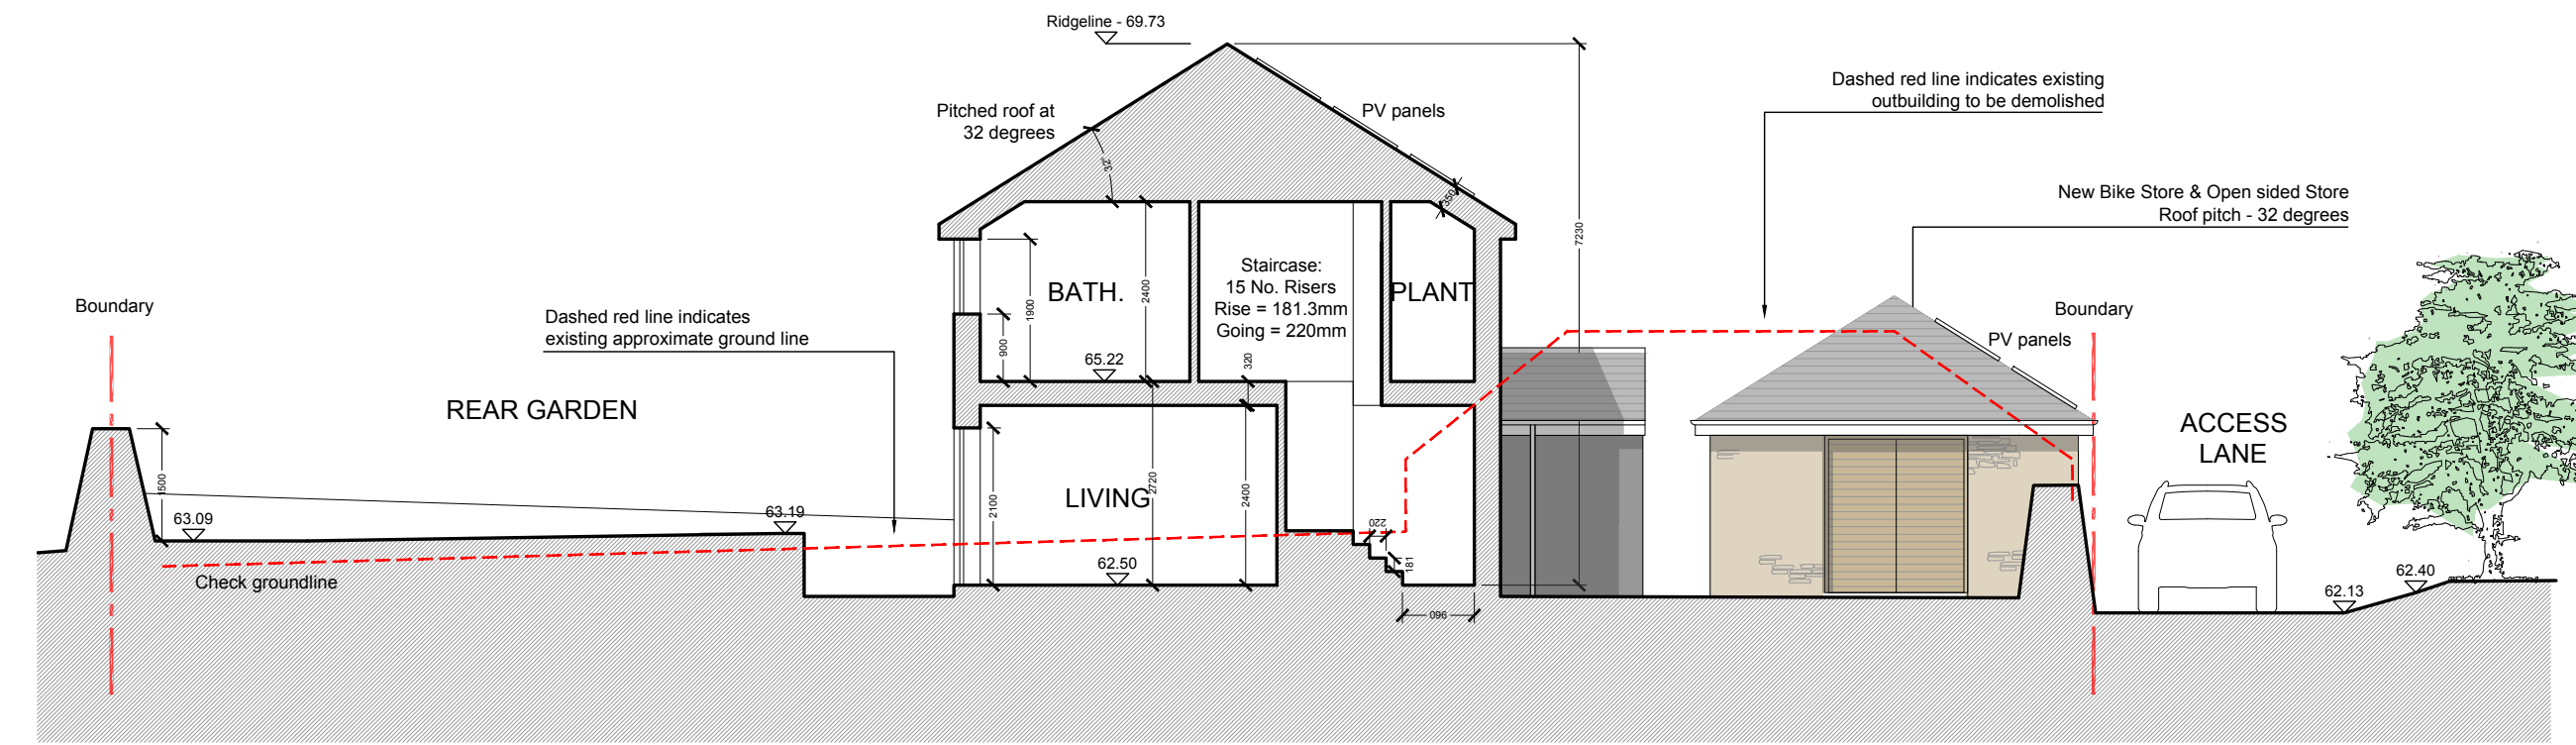 Ridgeline - 69.73
Pitched roof at
32 degrees
32°
PV panels
350
7230
Dashed red line indicates existing
outbuilding to be demolished
New Bike Store & Open sided Store
Roof pitch - 32 degrees
PV panels
Boundary
Boundary
Dashed red line indicates
existing approximate ground line
REAR GARDEN
BATH.
1900
900
2400
65.22
Staircase:
15 No. Risers
Rise = 181.3mm
Going = 220mm
320
PLANT
ACCESS
LANE
1500
63.09
63.19
Check groundline
LIVING
2100
2720
2400
62.50
220
181
960
62.13
62.40